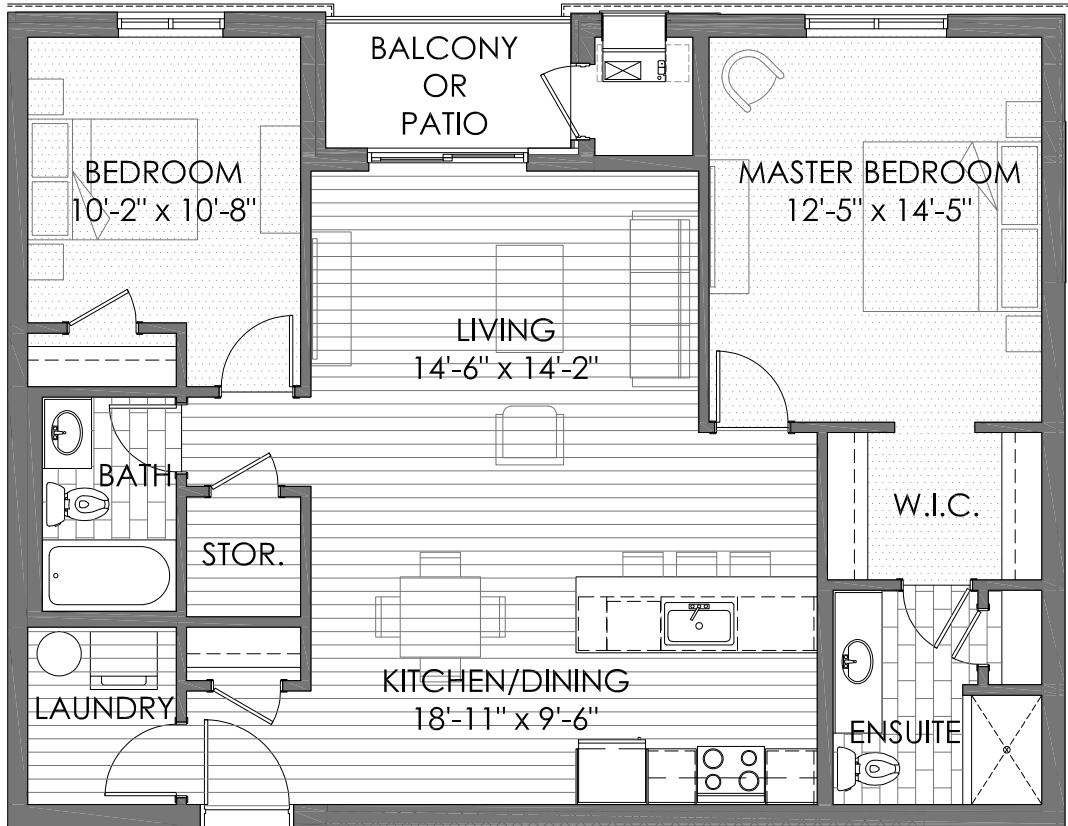 BALCONY
OR
PATIO
BEDROOM
10'-2" x 10'-8"
MASTER BEDROOM
12'-5" x 14'-5"
LIVING
14'-6" x 14'-2"
BATH
STOR.
W.I.C.
KITCHEN/DINING
18'-11" x 9'-6"
LAUNDRY
ENSUITE